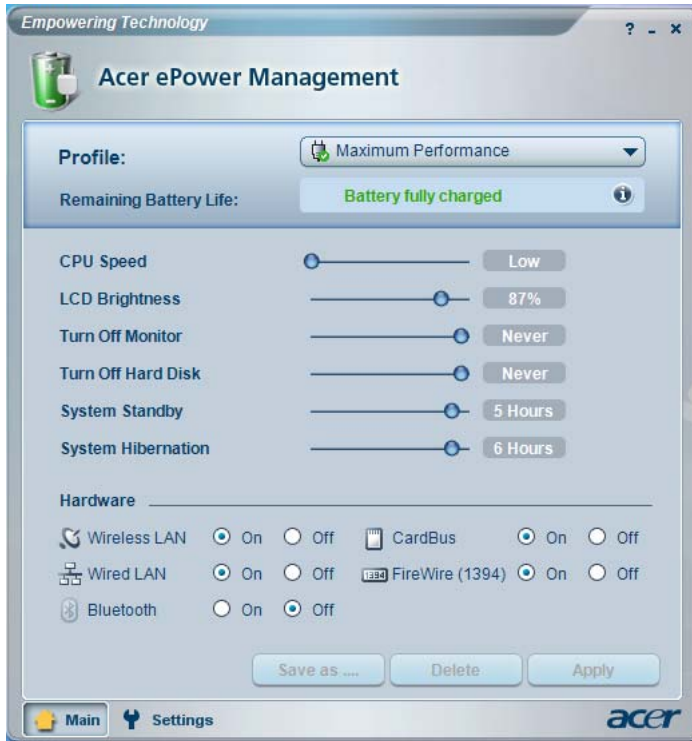 Empowering Technology
? - ×
Acer ePower Management
Profile: Maximum Performance
Remaining Battery Life: Battery fully charged
CPU Speed Low
LCD Brightness 87%
Turn Off Monitor Never
Turn Off Hard Disk Never
System Standby 5 Hours
System Hibernation 6 Hours
Hardware
Wireless LAN On Off CardBus On Off
Wired LAN On Off 1394 FireWire (1394) On Off
Bluetooth On Off
Save as .... Delete Apply
Main Settings acer